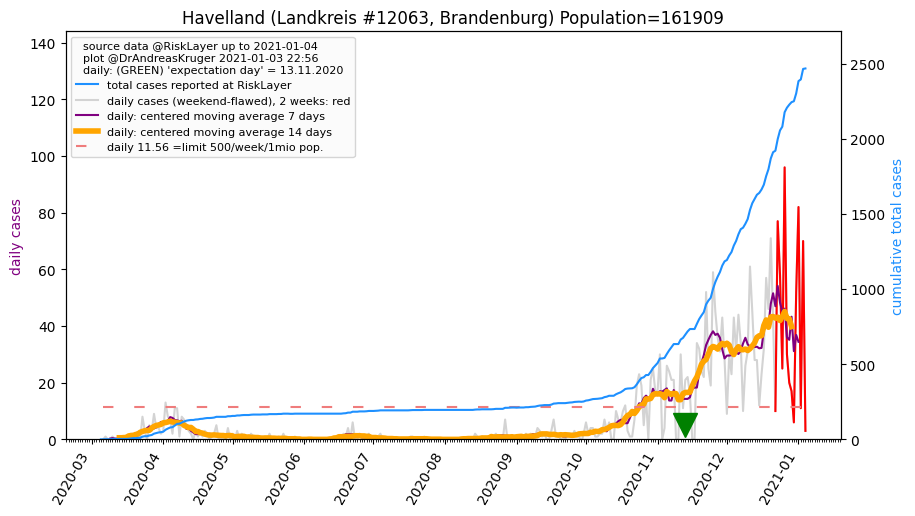 Havelland (Landkreis #12063, Brandenburg) Population=161909
source data @RiskLayer up to 2021-01-04
plot @DrAndreasKruger 2021-01-03 22:56
daily: (GREEN) 'expectation day' = 13.11.2020
total cases reported at RiskLayer
daily cases (weekend-flawed), 2 weeks: red
daily: centered moving average 7 days
daily: centered moving average 14 days
daily 11.56 =limit 500/week/1mio pop.
daily cases
140
120
100
80
60
40
20
0
cumulative total cases
2500
2000
1500
1000
500
0
2020-03
2020-04
2020-05
2020-06
2020-07
2020-08
2020-09
2020-10
2020-11
2020-12
2021-01